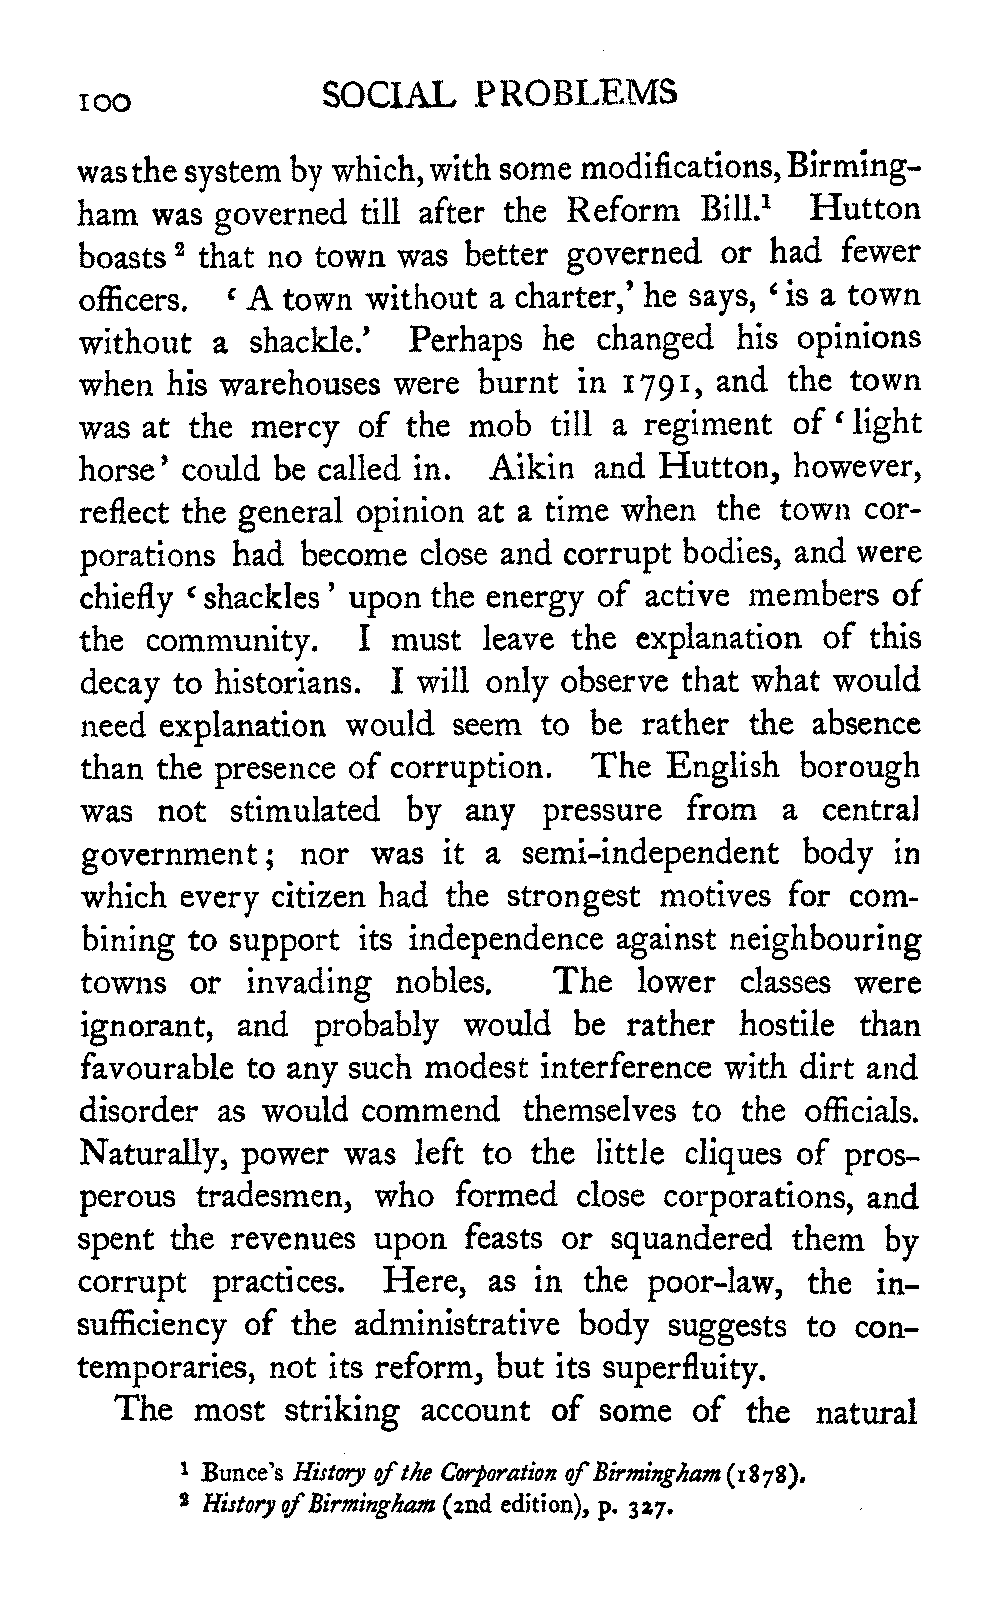 100 SOCIAL PROBLEMS
was the system by which, with some modifications, Birming-
ham was governed till after the Reform Bill.¹ Hutton
boasts ² that no town was better governed or had fewer
officers. ‘ A town without a charter,’ he says, ‘ is a town
without a shackle.’ Perhaps he changed his opinions
when his warehouses were burnt in 1791, and the town
was at the mercy of the mob till a regiment of ‘ light
horse ’ could be called in. Aikin and Hutton, however,
reflect the general opinion at a time when the town cor-
porations had become close and corrupt bodies, and were
chiefly ‘ shackles ’ upon the energy of active members of
the community. I must leave the explanation of this
decay to historians. I will only observe that what would
need explanation would seem to be rather the absence
than the presence of corruption. The English borough
was not stimulated by any pressure from a central
government ; nor was it a semi-independent body in
which every citizen had the strongest motives for com-
bining to support its independence against neighbouring
towns or invading nobles. The lower classes were
ignorant, and probably would be rather hostile than
favourable to any such modest interference with dirt and
disorder as would commend themselves to the officials.
Naturally, power was left to the little cliques of pros-
perous tradesmen, who formed close corporations, and
spent the revenues upon feasts or squandered them by
corrupt practices. Here, as in the poor-law, the in-
sufficiency of the administrative body suggests to con-
temporaries, not its reform, but its superfluity.
The most striking account of some of the natural
¹ Bunce’s History of the Corporation of Birmingham (1878).
² History of Birmingham (2nd edition), p. 327.